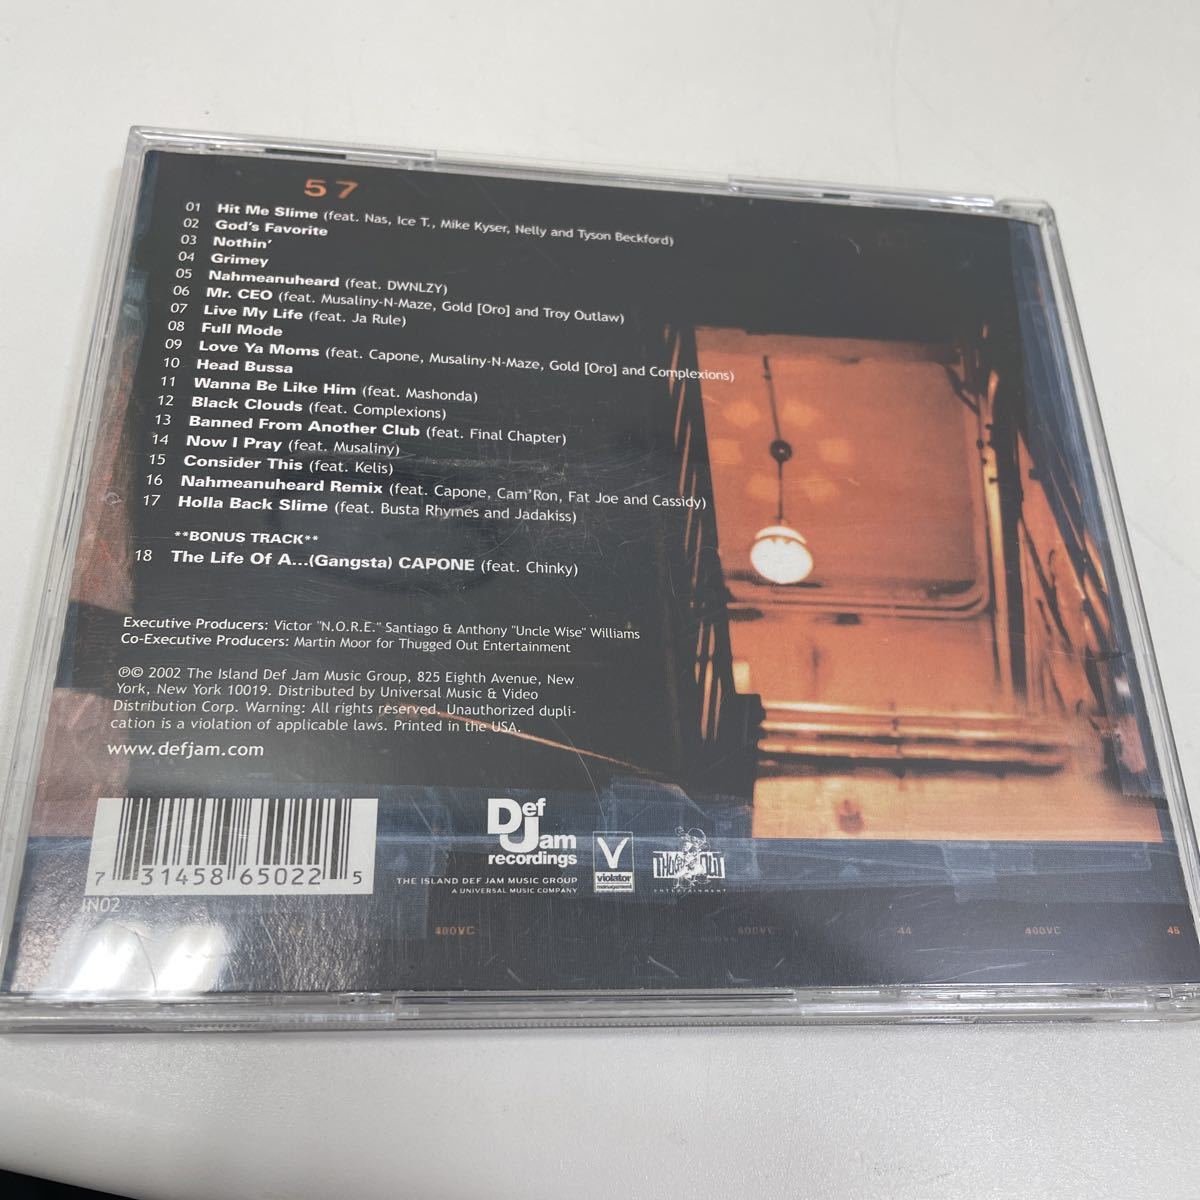 57
01 Hit Me Slime (feat. Nas, Ice T., Mike Kyser, Nelly and Tyson Beckford)
02 God's Favorite
03 Nothin'
04 Grimey
05 Nahmeanuheard (feat. DWNLZY)
06 Mr. CEO (feat. Musaliny-N-Maze, Gold [Oro] and Troy Outlaw)
07 Live My Life (feat. Ja Rule)
08 Full Mode
09 Love Ya Moms (feat. Capone, Musaliny-N-Maze, Gold [Oro] and Complexions)
10 Head Bussa
11 Wanna Be Like Him (feat. Mashonda)
12 Black Clouds (feat. Complexions)
13 Banned From Another Club (feat. Final Chapter)
14 Now I Pray (feat. Musaliny)
15 Consider This (feat. Kelis)
16 Nahmeanuheard Remix (feat. Capone, Cam'Ron, Fat Joe and Cassidy)
17 Holla Back Slime (feat. Busta Rhymes and Jadakiss)
**BONUS TRACK**
18 The Life Of A...(Gangsta) CAPONE (feat. Chinky)
Executive Producers: Victor "N.O.R.E." Santiago & Anthony "Uncle Wise" Williams
Co-Executive Producers: Martin Moor for Thugged Out Entertainment
℗© 2002 The Island Def Jam Music Group, 825 Eighth Avenue, New
York, New York 10019. Distributed by Universal Music & Video
Distribution Corp. Warning: All rights reserved. Unauthorized dupli-
cation is a violation of applicable laws. Printed in the USA.
www.defjam.com
7 31458 65022 5
IN02
Def
Jam
recordings
THE ISLAND DEF JAM MUSIC GROUP
A UNIVERSAL MUSIC COMPANY
V
violator
management
THUGGED OUT
ENTERTAINMENT
400VC
400VC
44
400VC
45